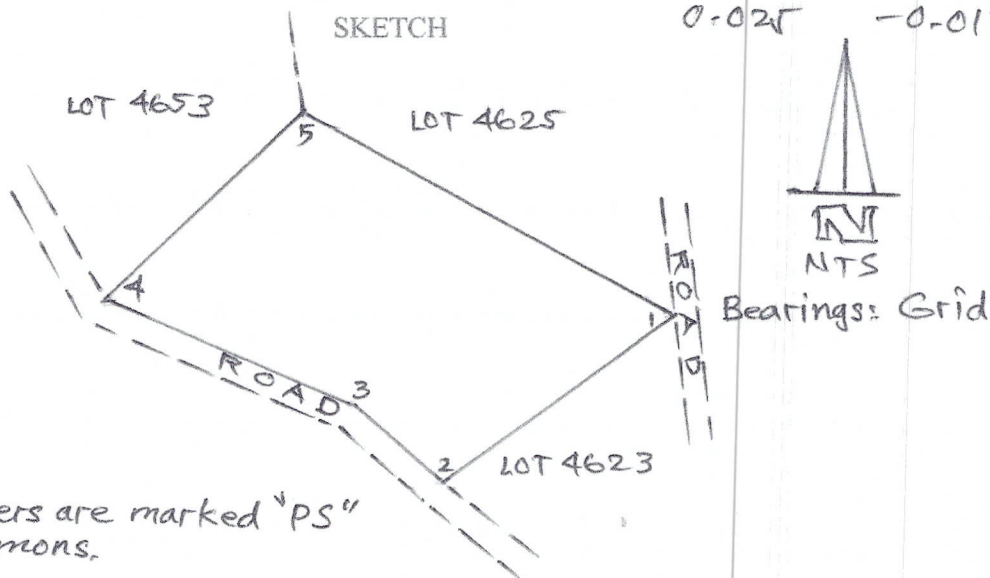 SKETCH
0.025 -0.01
LOT 4653
LOT 4625
5
4
ROAD
3
1
ROAD
N
NTS
Bearings: Grid
2
LOT 4623
ers are marked "PS"
mons.